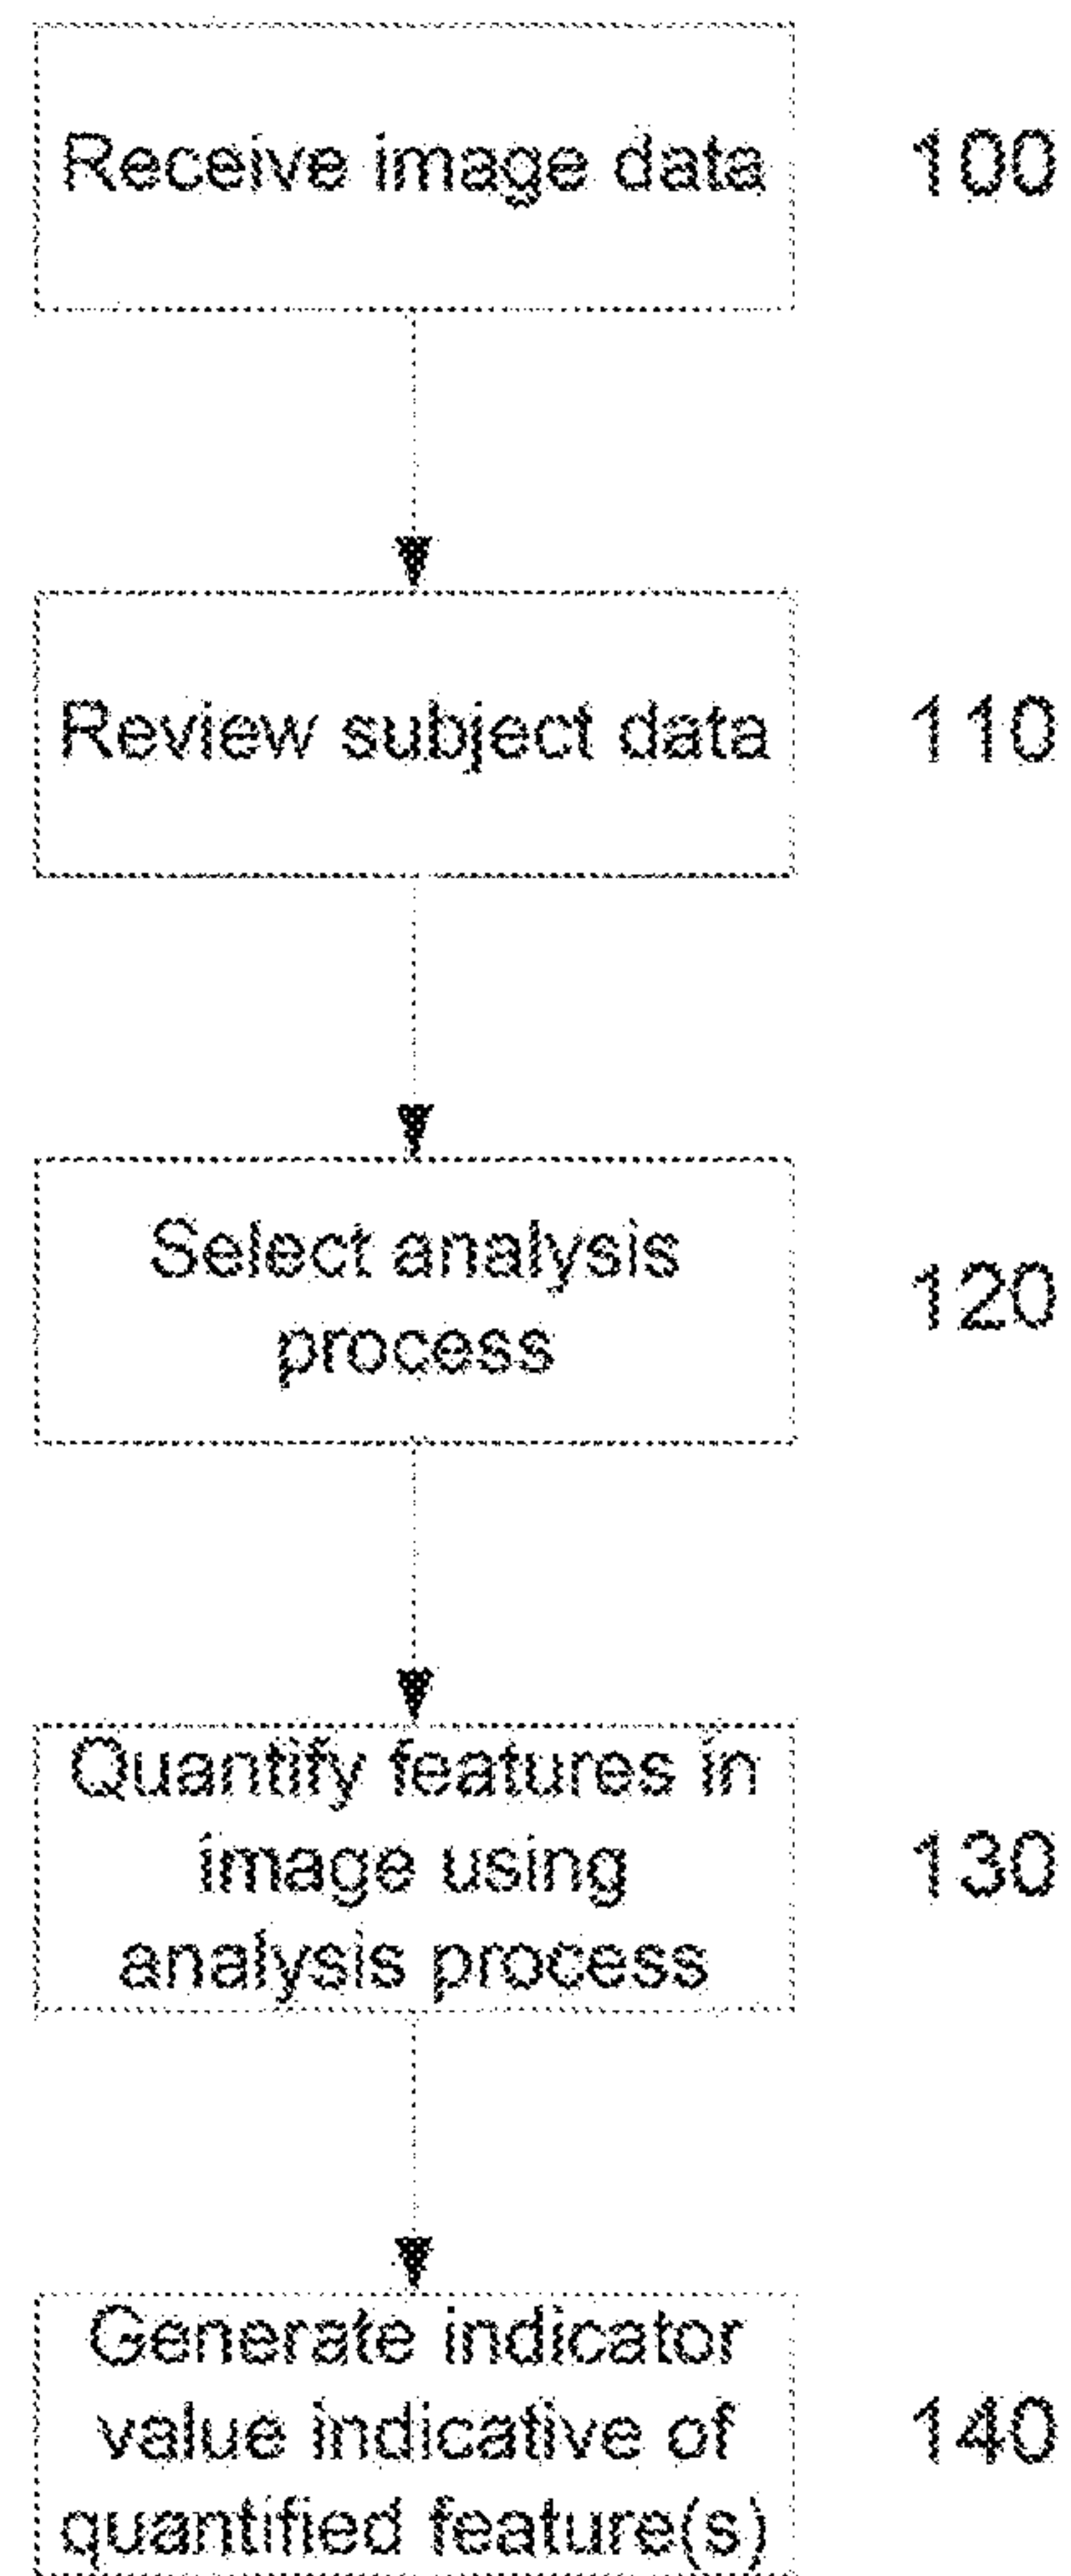 Receive image data
100
Review subject data
110
Select analysis
process
120
Quantify features in
image using
analysis process
130
Generate indicator
value indicative of
quantified feature(s)
140